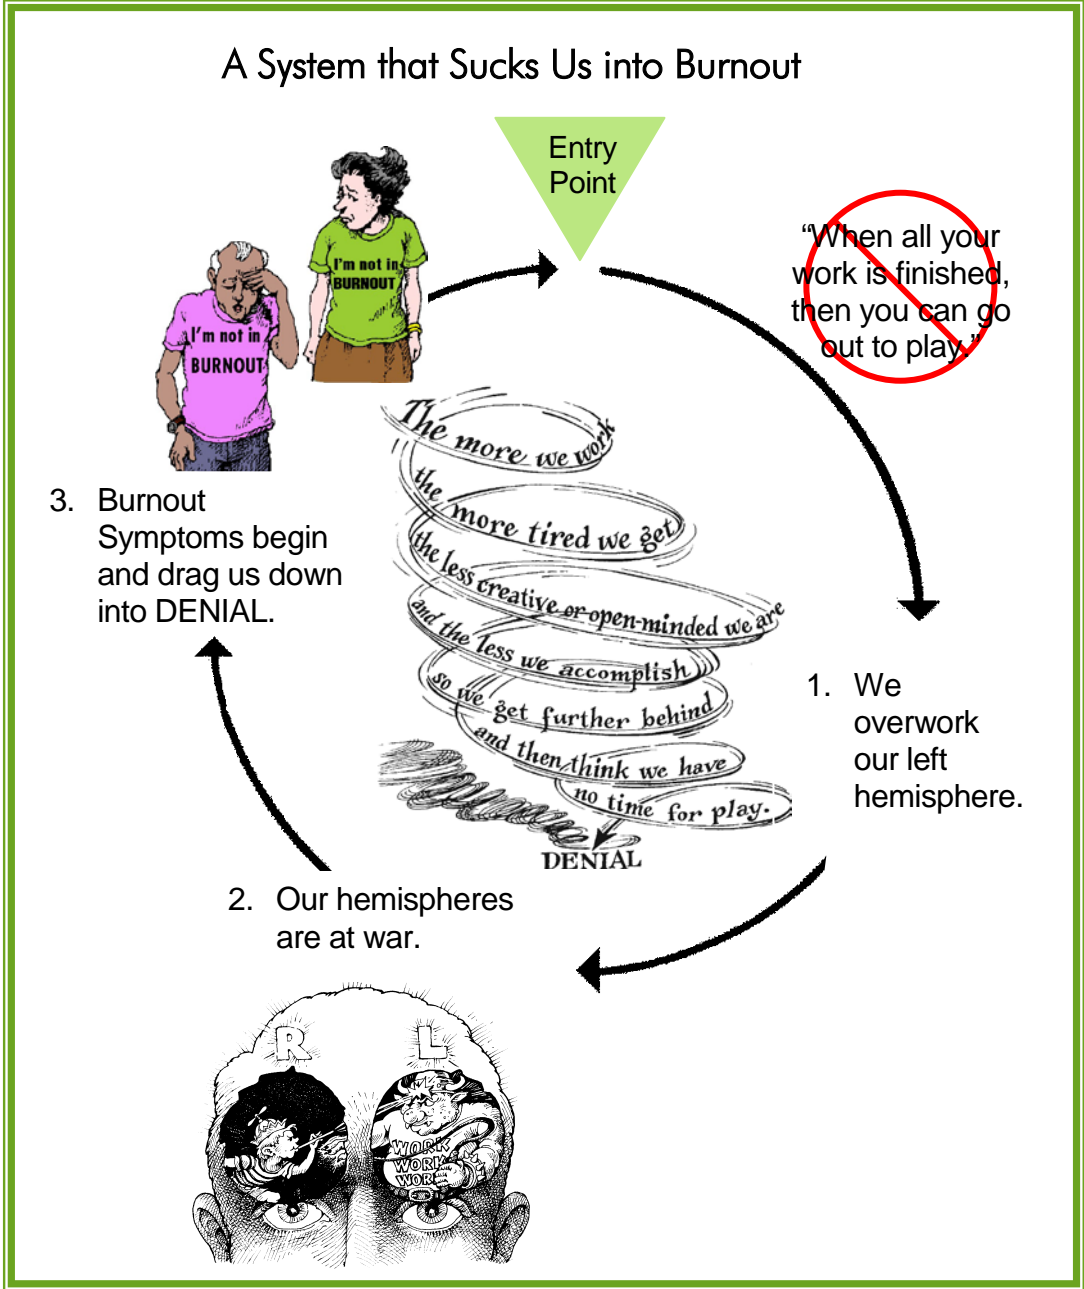 A System that Sucks Us into Burnout
Entry
Point
“When all your
work is finished,
then you can go
out to play.”
I'm not in
BURNOUT
I'm not in
BURNOUT
The more we work
the more tired we get,
the less creative or open-minded we are
and the less we accomplish
so we get further behind
and then think we have
no time for play.
DENIAL
3. Burnout
Symptoms begin
and drag us down
into DENIAL.
1. We
overwork
our left
hemisphere.
2. Our hemispheres
are at war.
R L
WORK
WORK
WORK